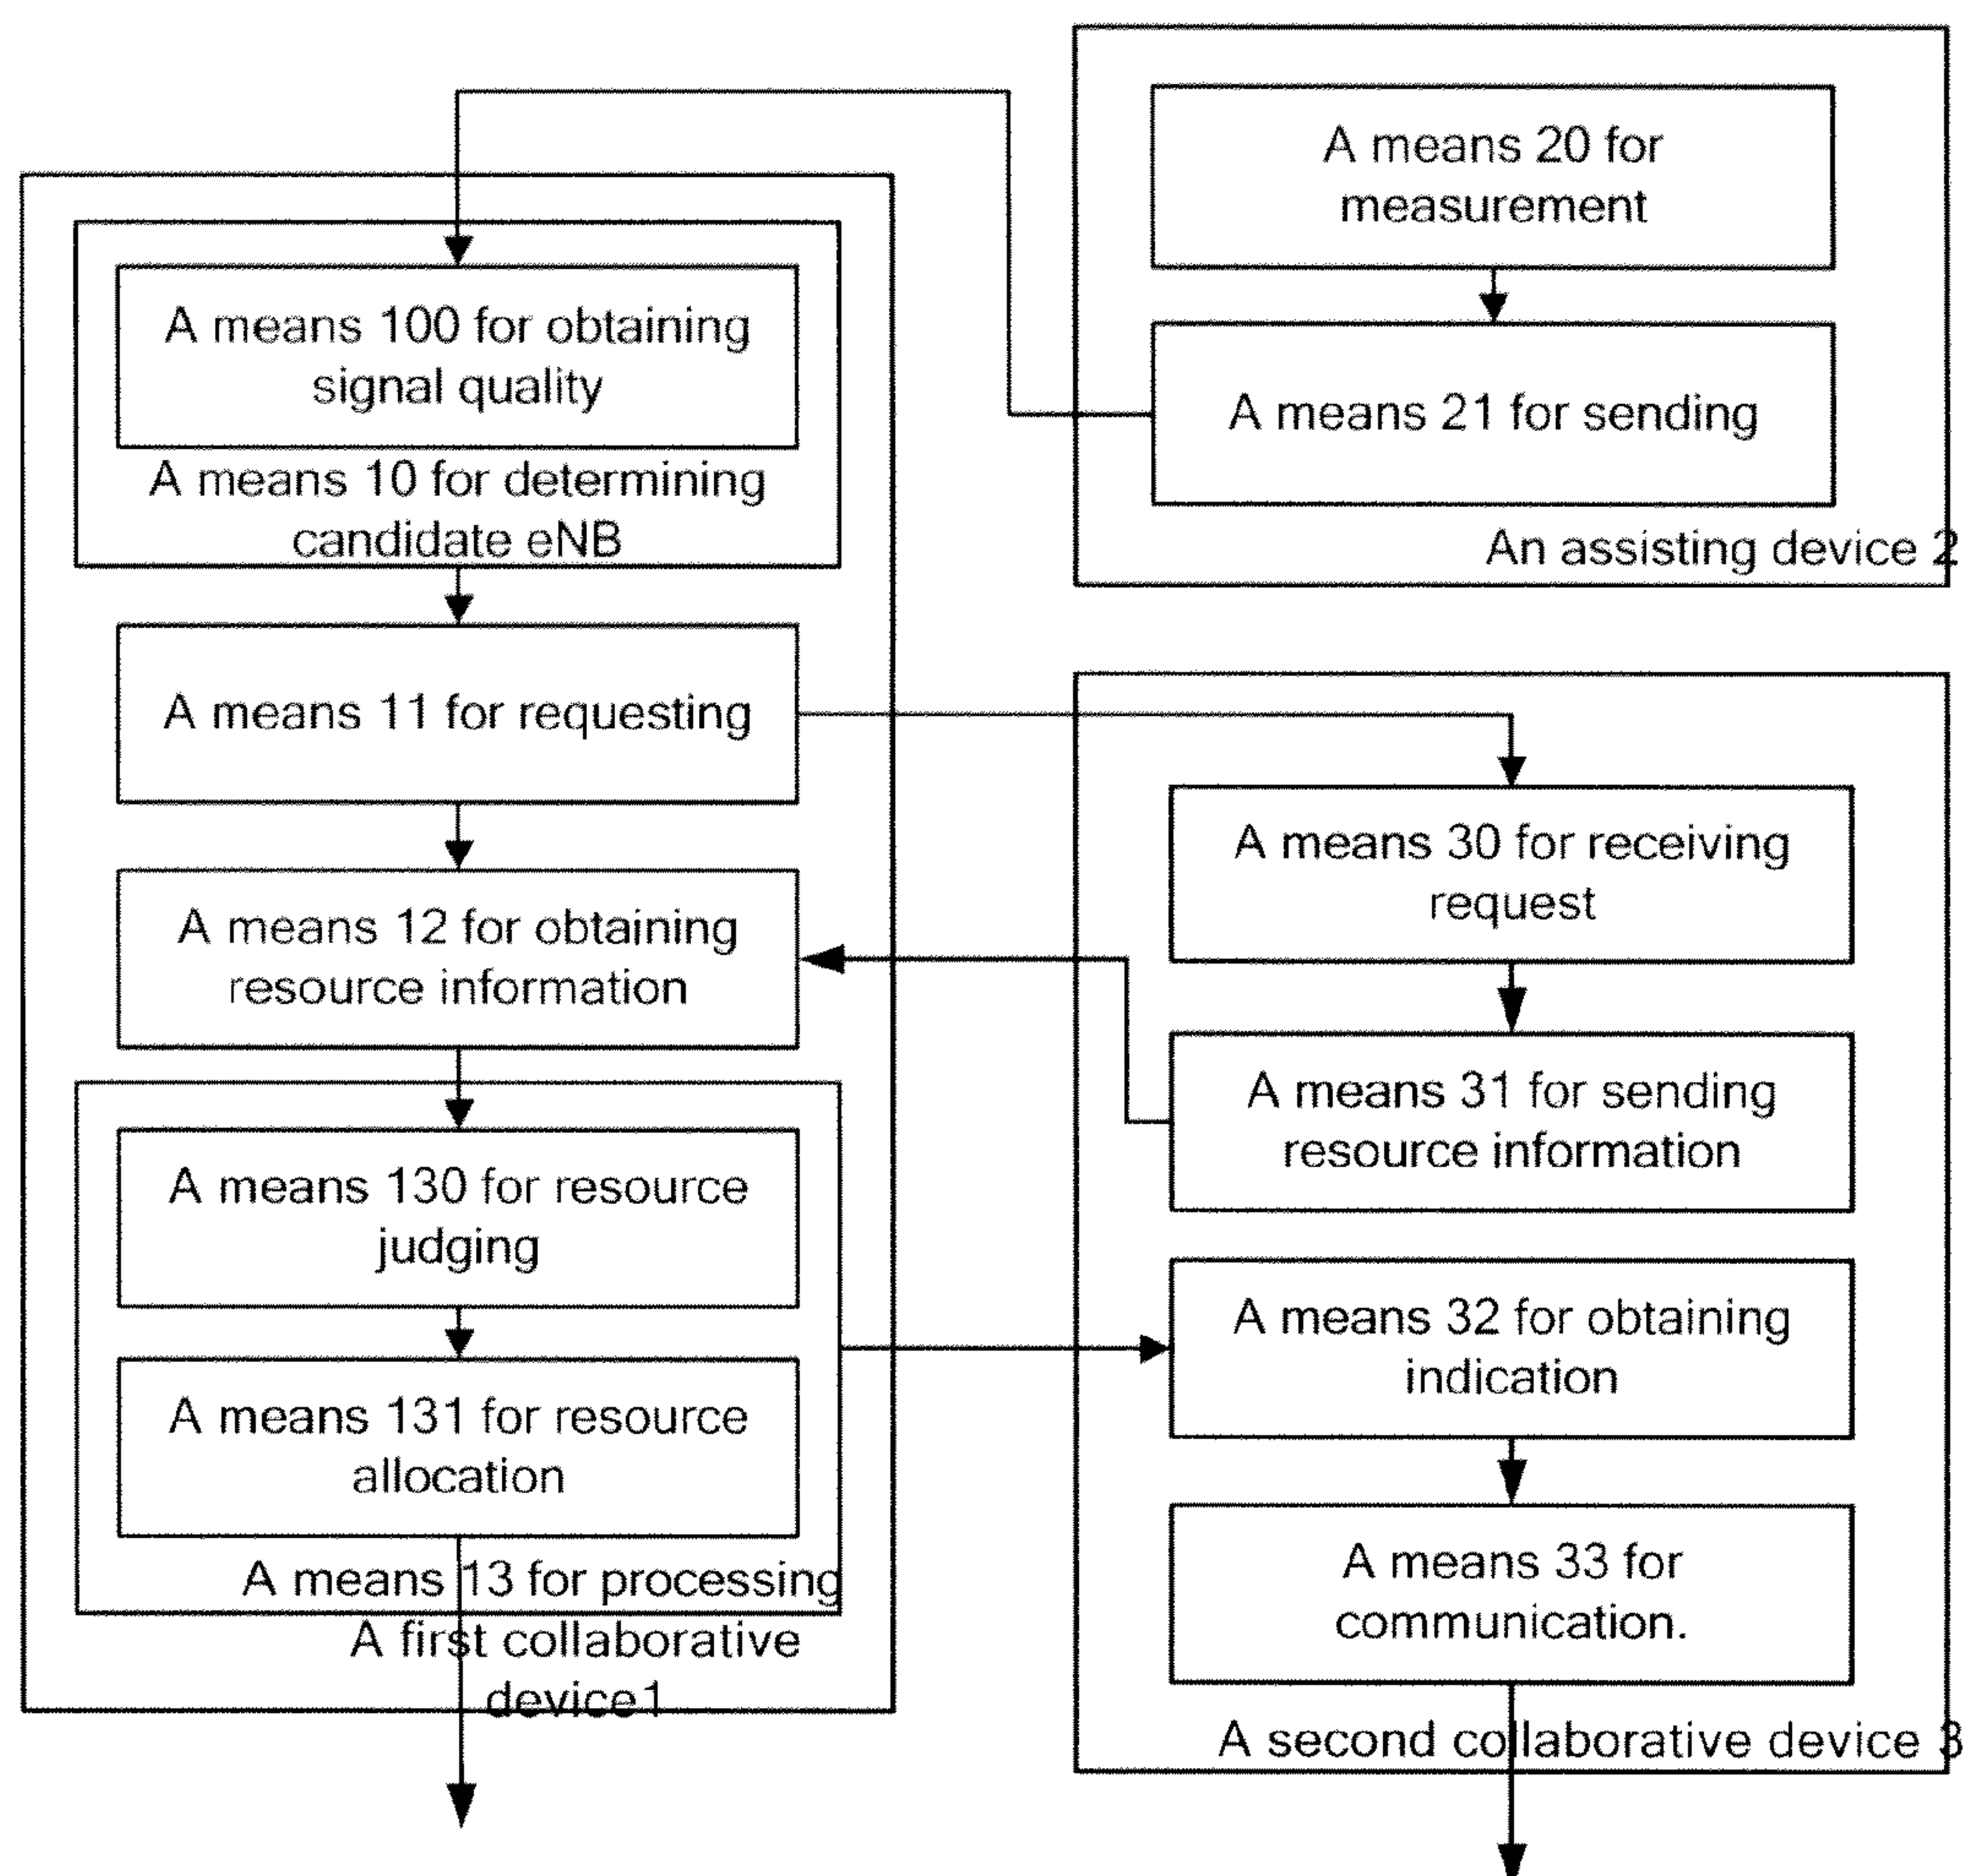 A means 100 for obtaining
signal quality
A means 10 for determining
candidate eNB
A means 11 for requesting
A means 12 for obtaining
resource information
A means 130 for resource
judging
A means 131 for resource
allocation
A means 13 for processing
A first collaborative
device1
A means 20 for
measurement
A means 21 for sending
An assisting device 2
A means 30 for receiving
request
A means 31 for sending
resource information
A means 32 for obtaining
indication
A means 33 for
communication.
A second collaborative device 3